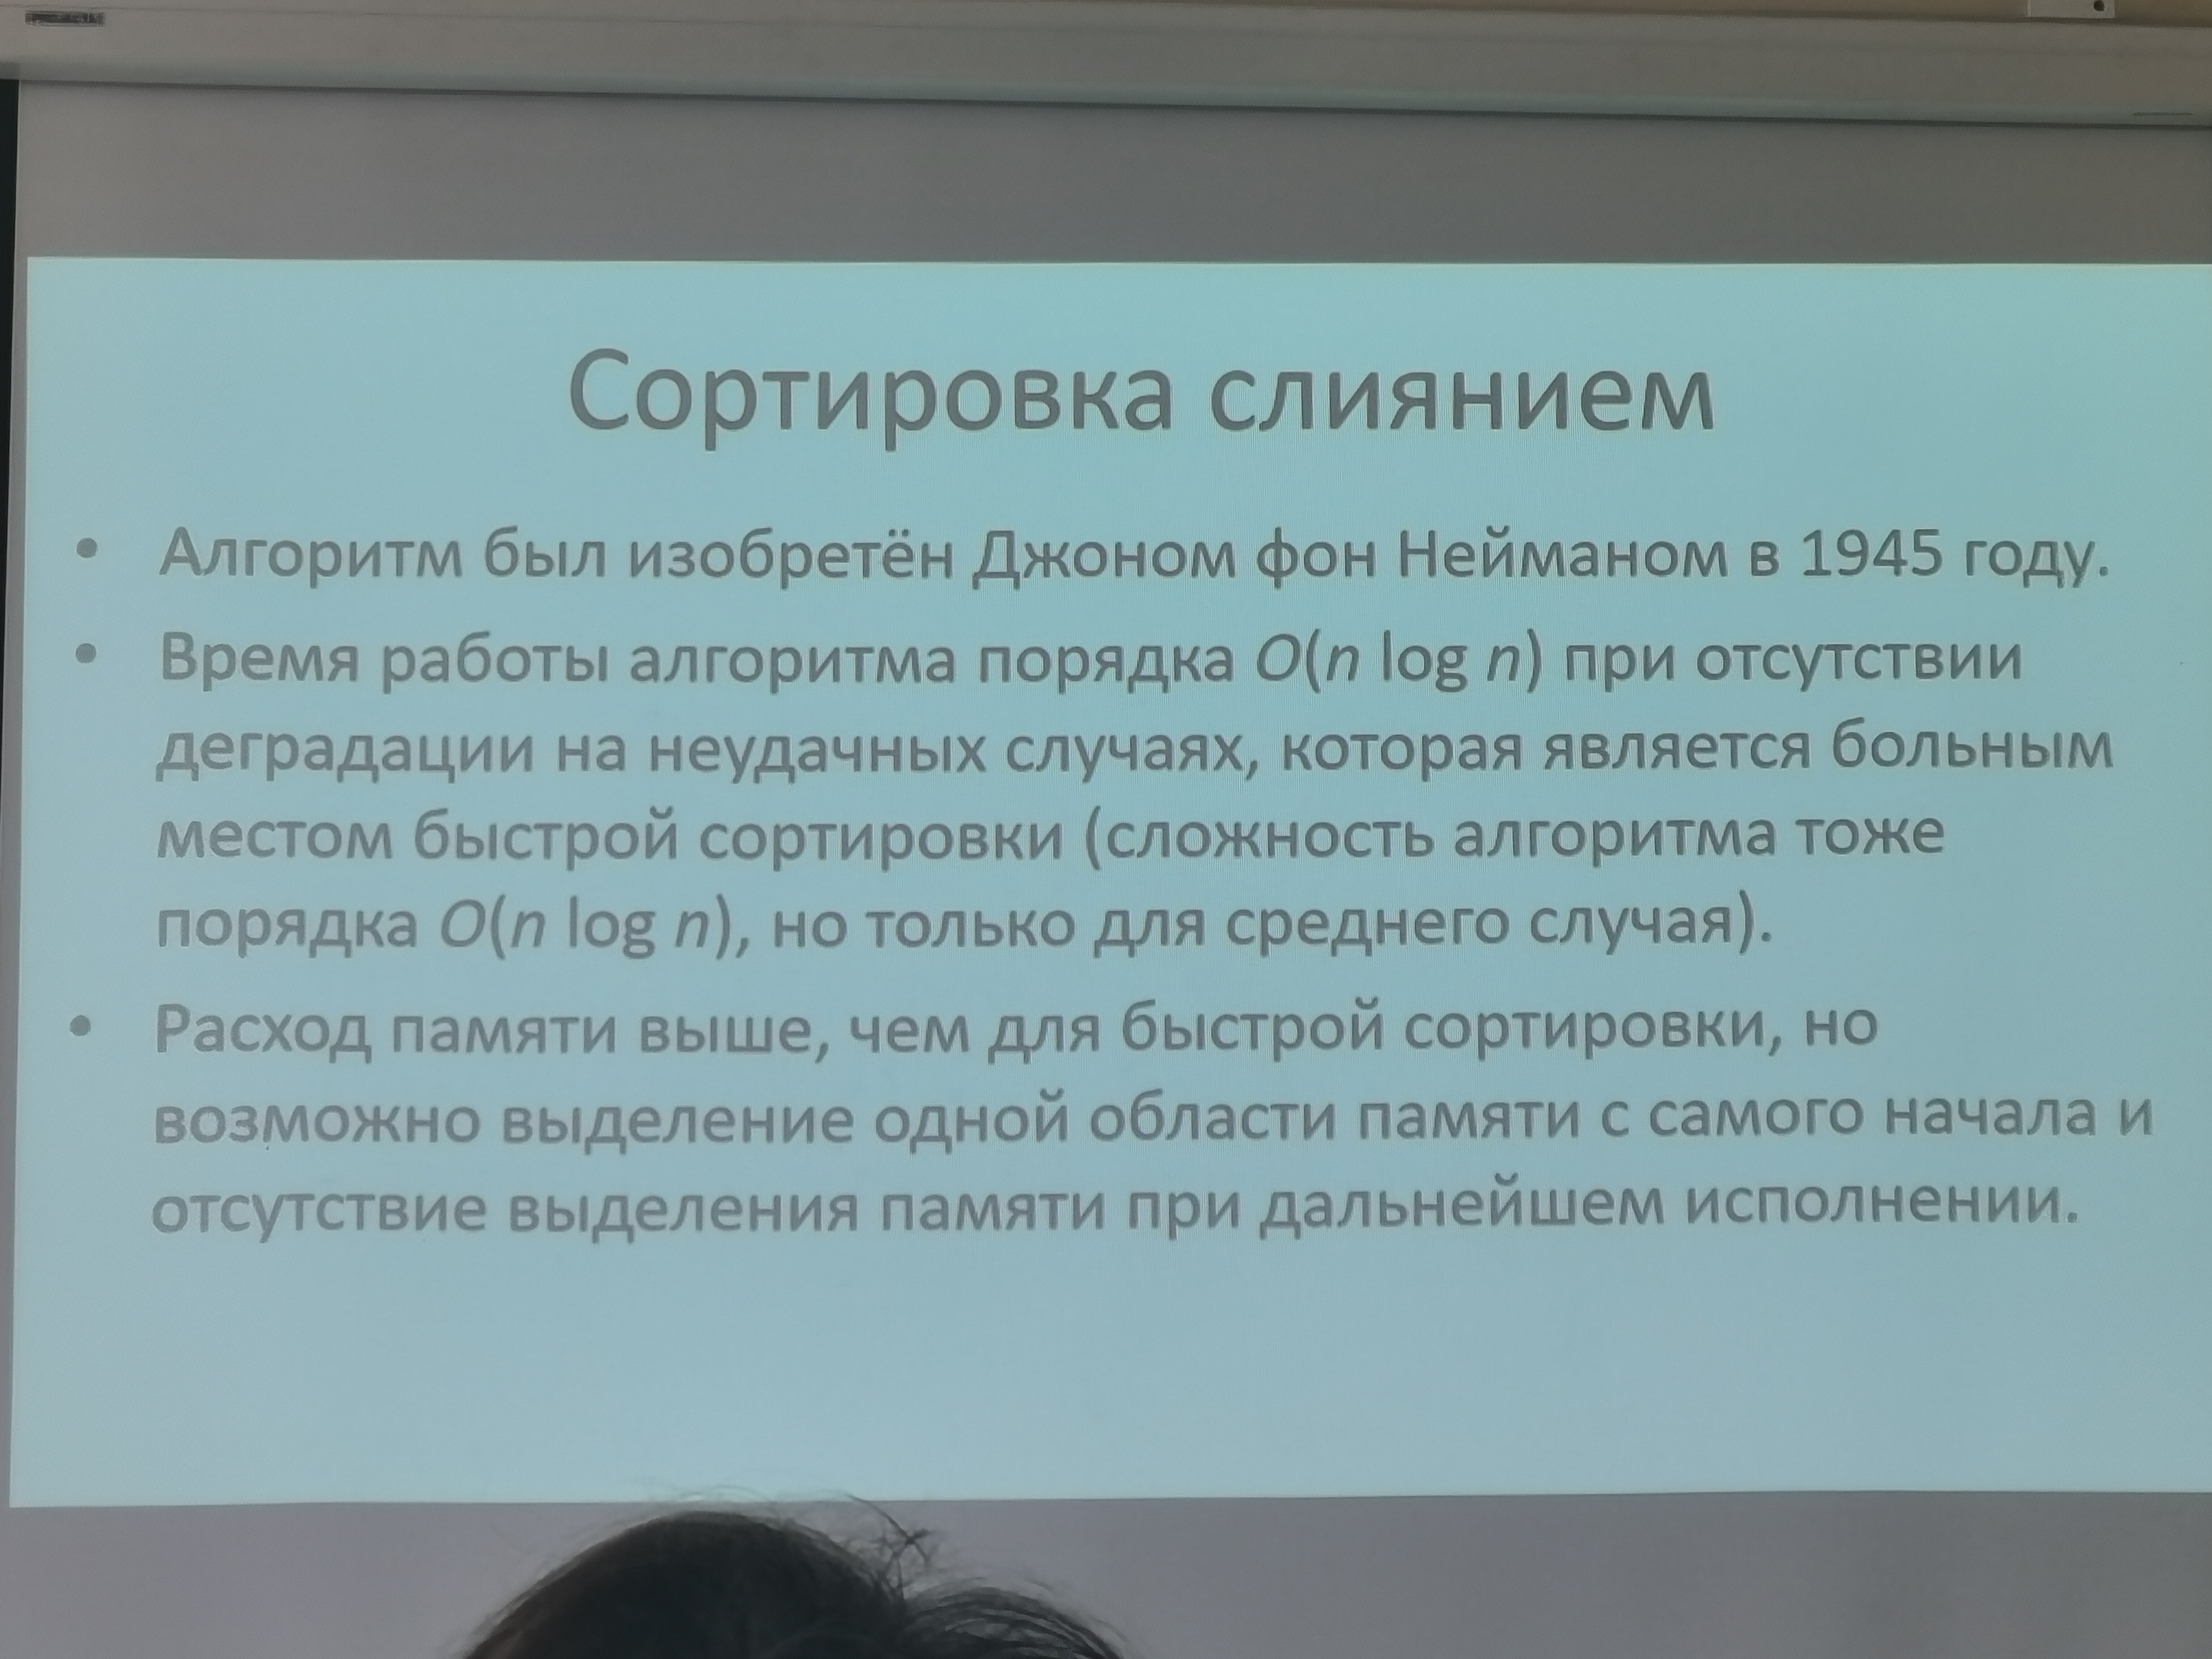 Сортировка слиянием
• Алгоритм был изобретён Джоном фон Нейманом в 1945 году.
• Время работы алгоритма порядка O(n log n) при отсутствии
деградации на неудачных случаях, которая является больным
местом быстрой сортировки (сложность алгоритма тоже
порядка O(n log n), но только для среднего случая).
• Расход памяти выше, чем для быстрой сортировки, но
возможно выделение одной области памяти с самого начала и
отсутствие выделения памяти при дальнейшем исполнении.